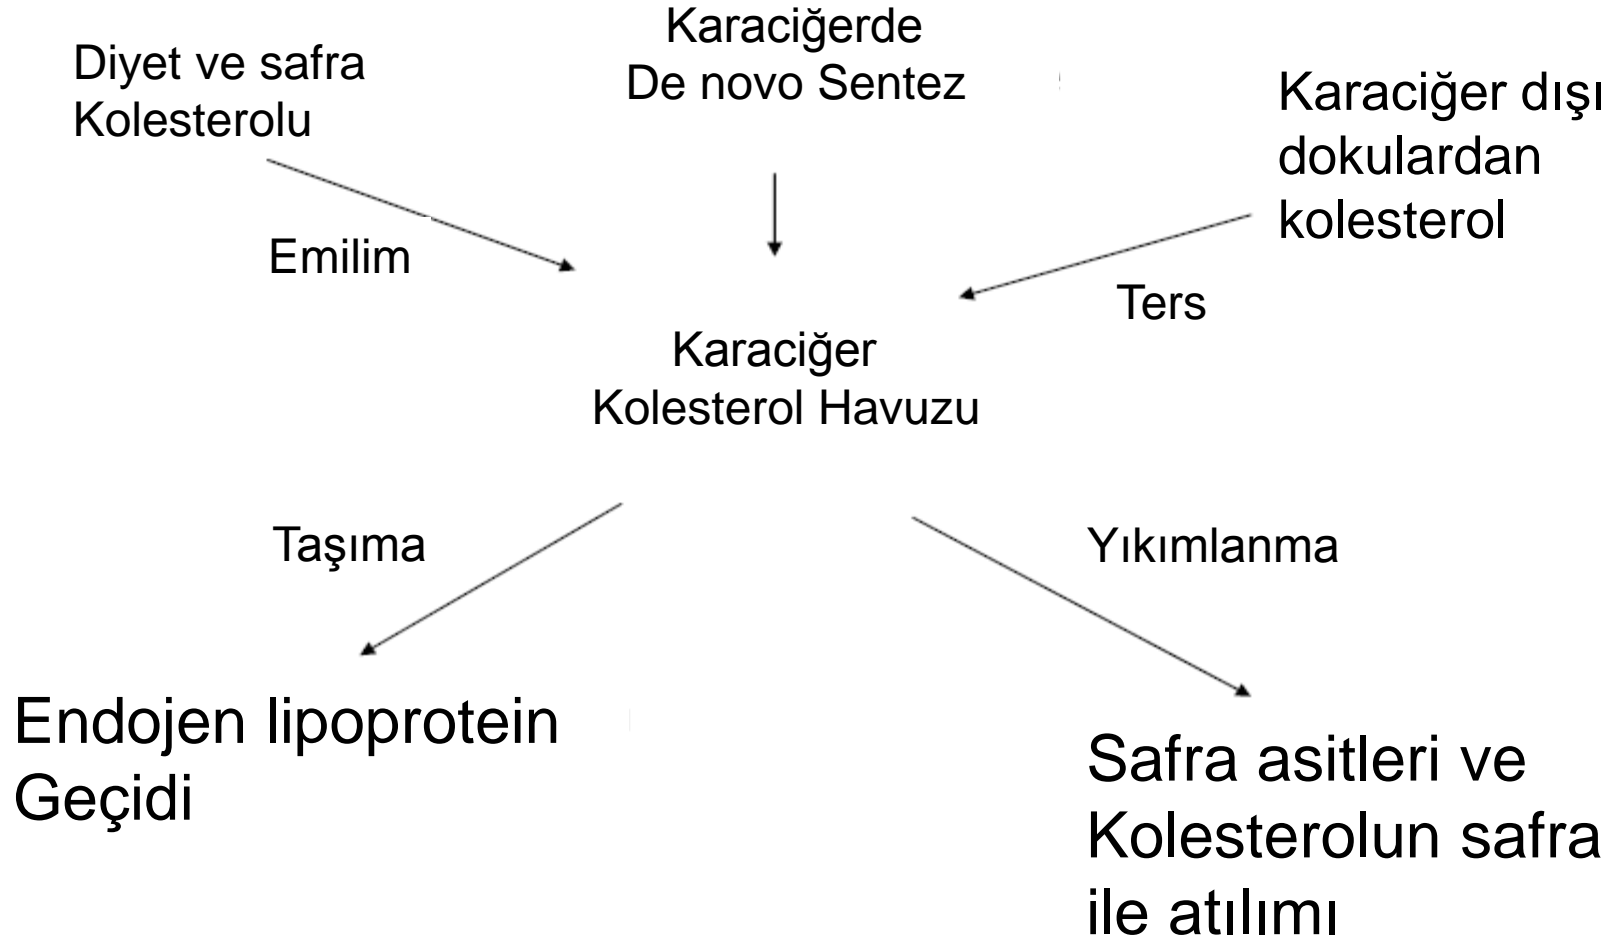 Diyet ve safra
Kolesterolu
Karaciğerde
De novo Sentez
Karaciğer dışı
dokulardan
kolesterol
Emilim
Ters
Karaciğer
Kolesterol Havuzu
Taşıma
Yıkımlanma
Endojen lipoprotein
Geçidi
Safra asitleri ve
Kolesterolun safra
ile atılımı